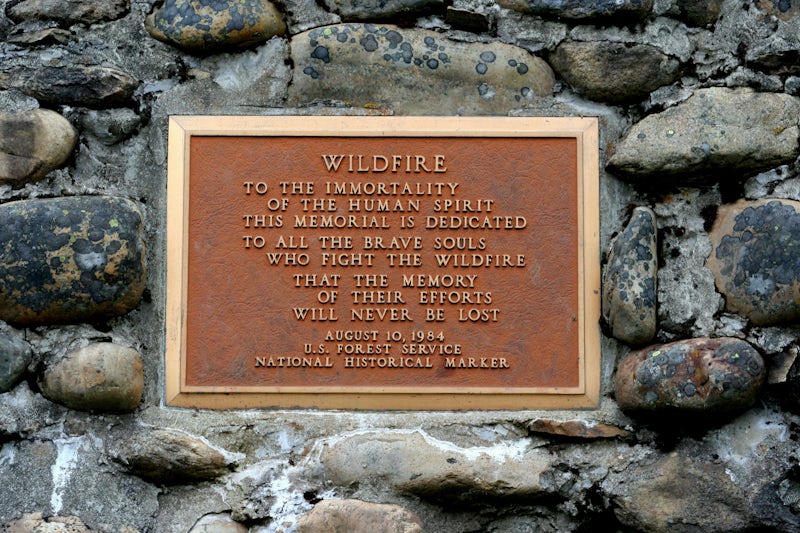 WILDFIRE
TO THE IMMORTALITY
OF THE HUMAN SPIRIT
THIS MEMORIAL IS DEDICATED
TO ALL THE BRAVE SOULS
WHO FIGHT THE WILDFIRE
THAT THE MEMORY
OF THEIR EFFORTS
WILL NEVER BE LOST
AUGUST 10, 1984
U.S. FOREST SERVICE
NATIONAL HISTORICAL MARKER